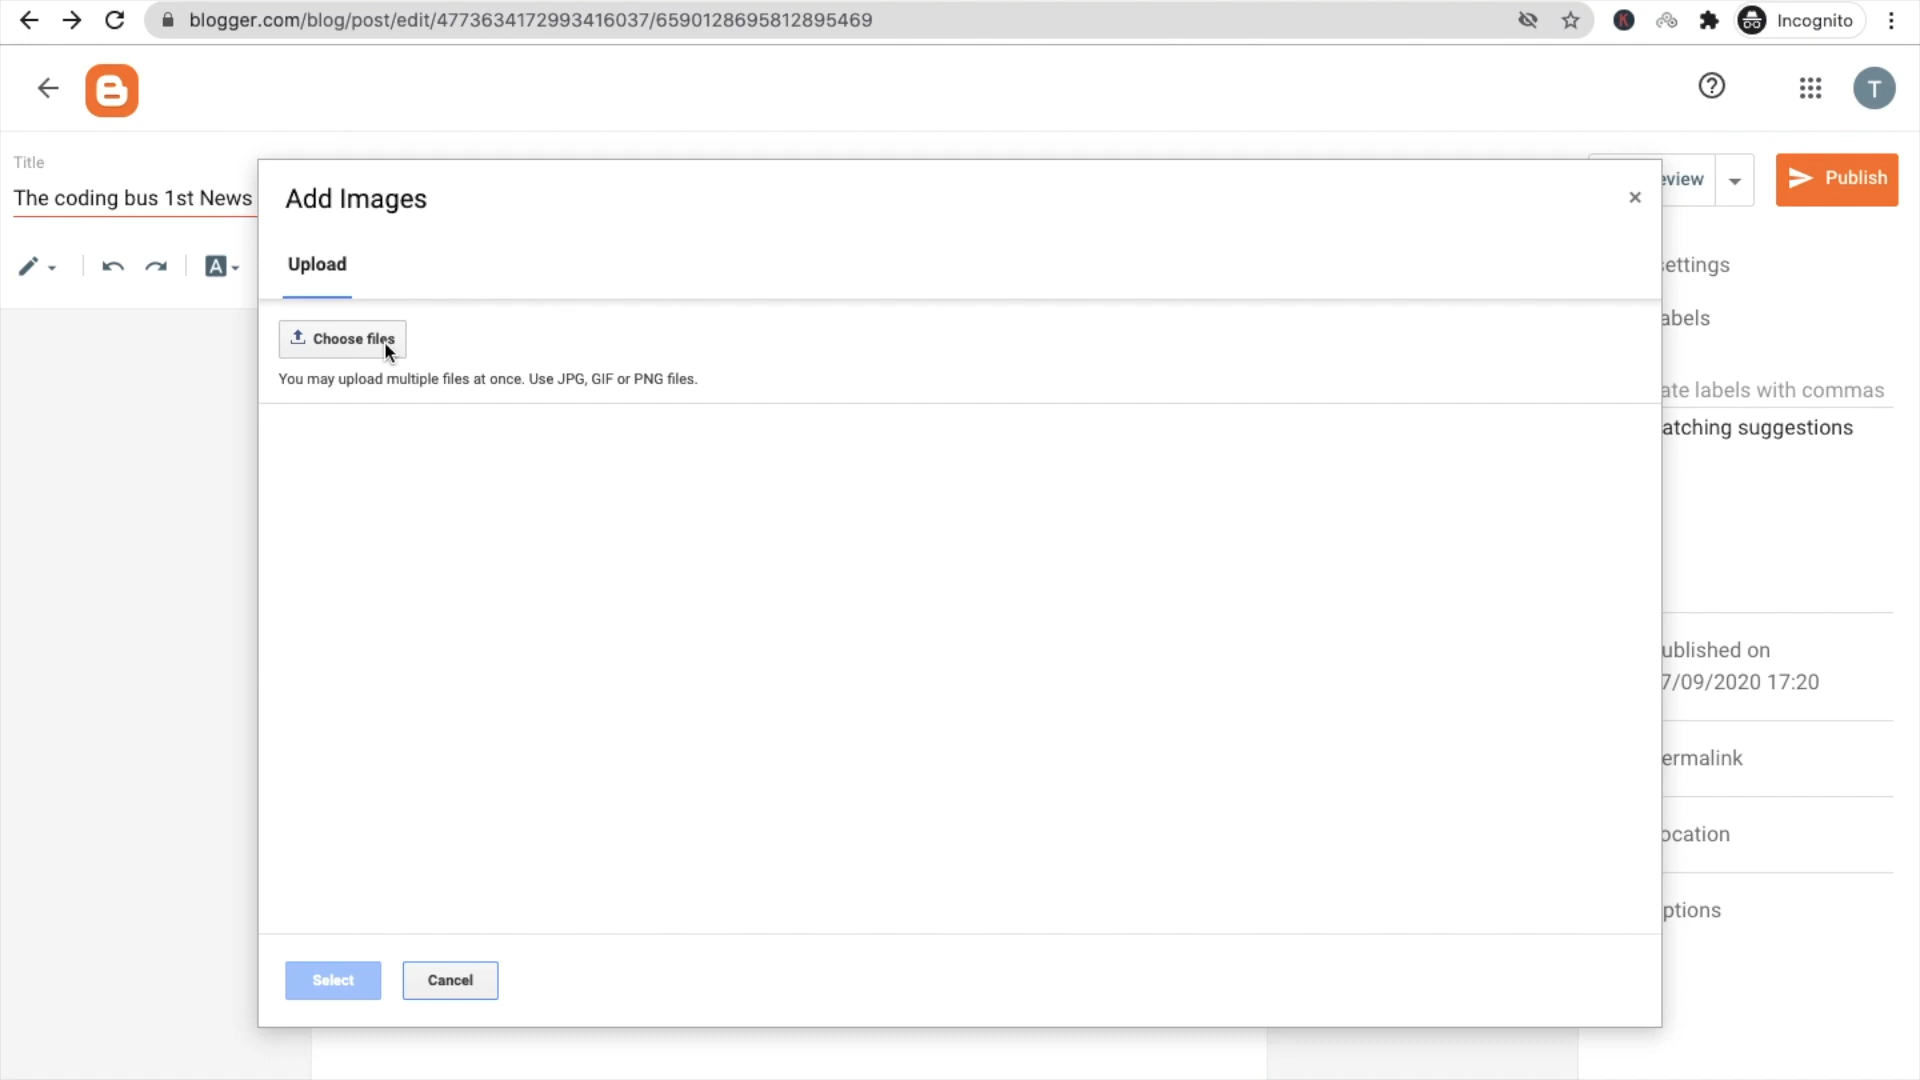 blogger.com/blog/post/edit/4773634172993416037/6590128695812895469
Incognito
T
Title
The coding bus 1st News
Add Images
×
eview
Publish
A
Upload
settings
abels
Choose files
You may upload multiple files at once. Use JPG, GIF or PNG files.
ate labels with commas
atching suggestions
ublished on
7/09/2020 17:20
ermalink
ocation
ptions
Select
Cancel